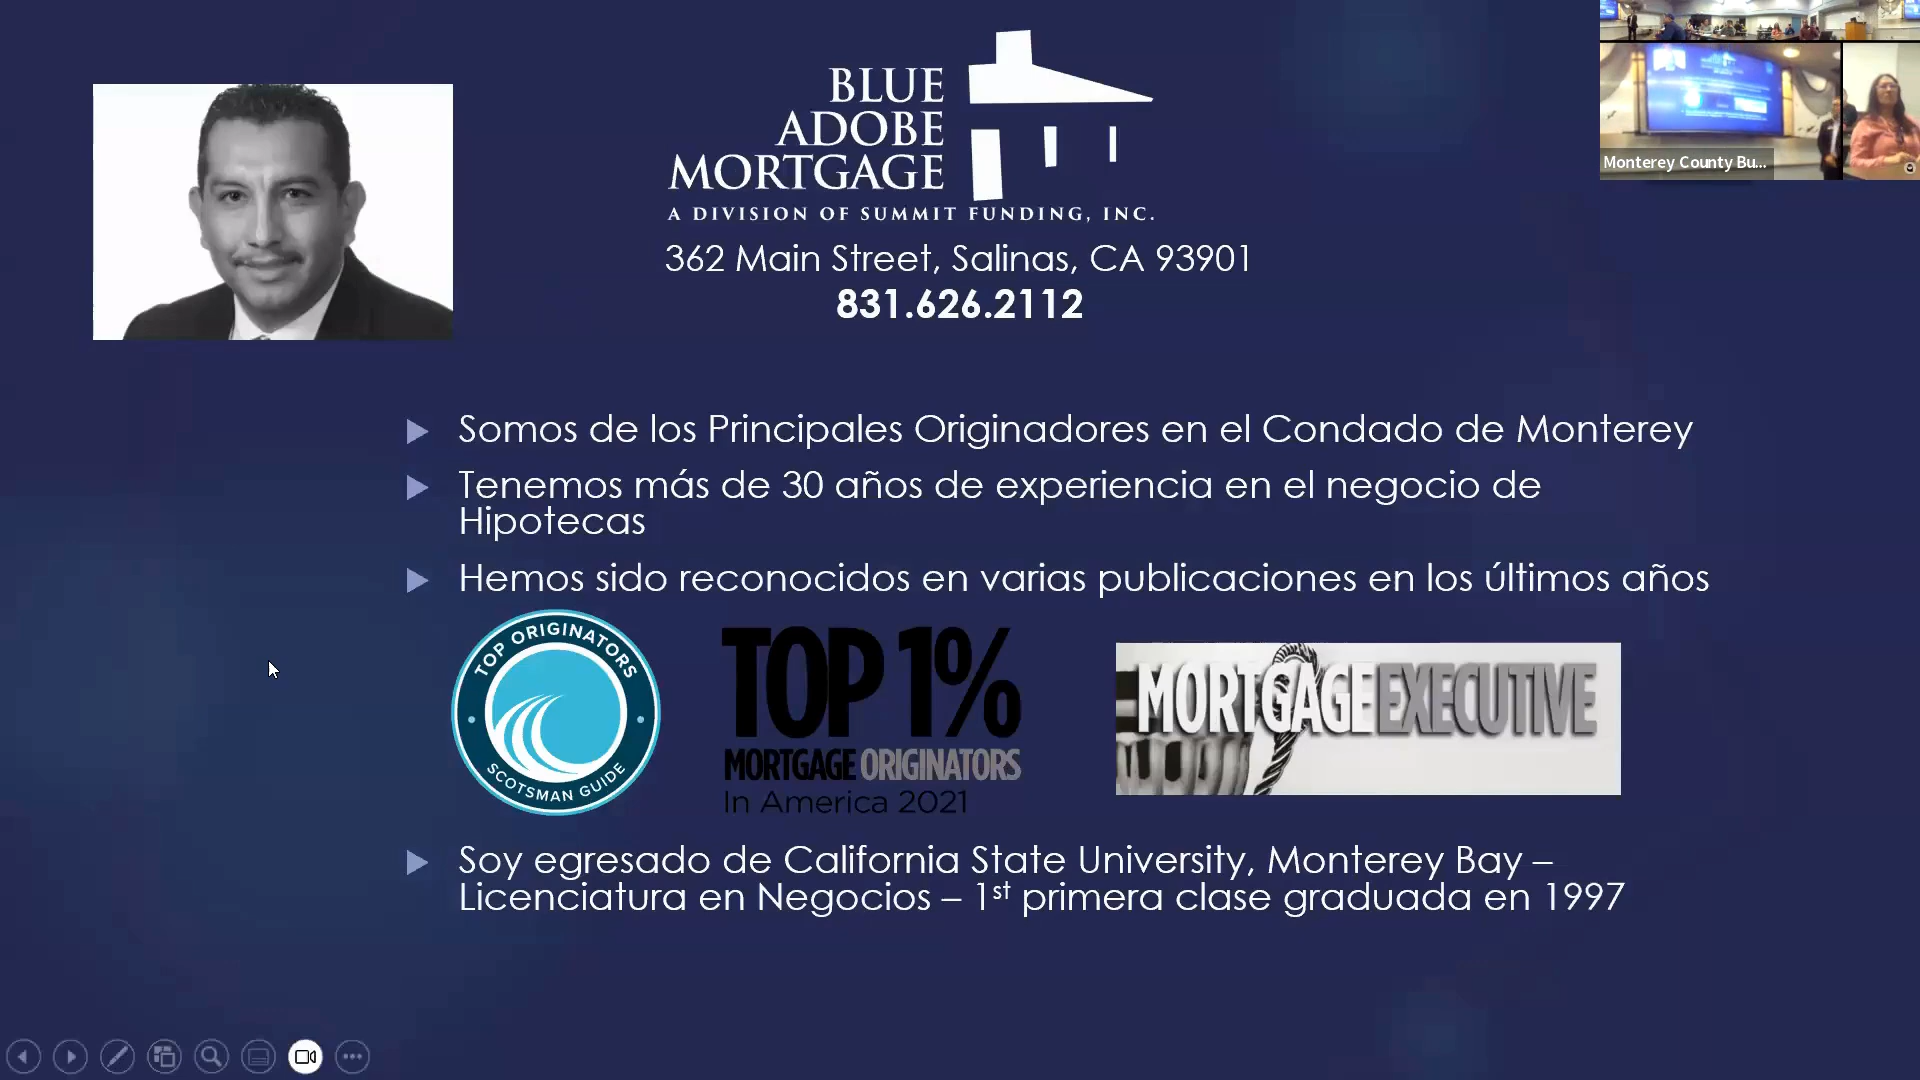 BLUE
ADOBE
MORTGAGE
A DIVISION OF SUMMIT FUNDING, INC.
362 Main Street, Salinas, CA 93901
831.626.2112
Monterey County Bu...
Somos de los Principales Originadores en el Condado de Monterey
Tenemos más de 30 años de experiencia en el negocio de
Hipotecas
Hemos sido reconocidos en varias publicaciones en los últimos años
TOP ORIGINATORS
SCOTSMAN GUIDE
TOP 1%
MORTGAGE ORIGINATORS
In America 2021
MORTGAGEEXECUTIVE
Soy egresado de California State University, Monterey Bay –
Licenciatura en Negocios – 1st primera clase graduada en 1997